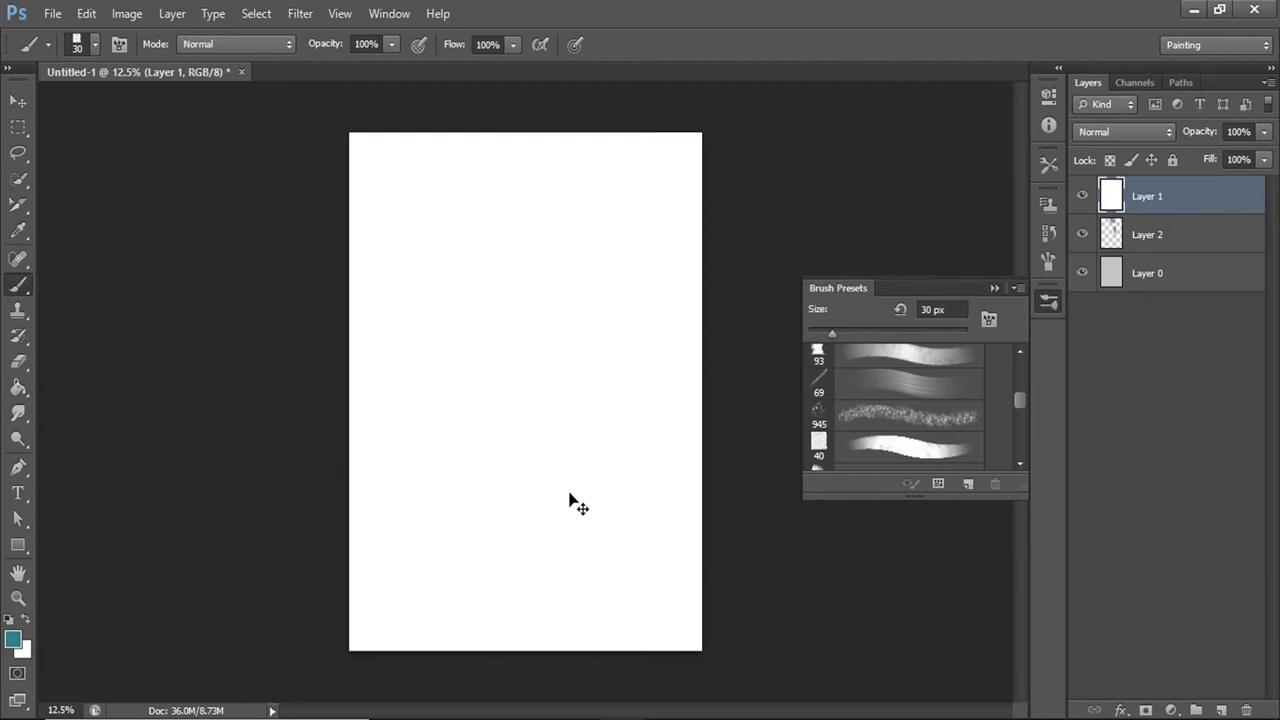 Ps File Edit Image Layer Type Select Filter View Window Help
30 Mode: Normal Opacity: 100% Flow: 100% Painting
Untitled-1 @ 12.5% (Layer 1, RGB/8) *
Layers Channels Paths
Kind
Normal Opacity: 100%
Lock: Fill: 100%
Layer 1
Layer 2
Layer 0
Brush Presets
Size: 30 px
93
69
945
40
12.5% Doc: 36.0M/8.73M